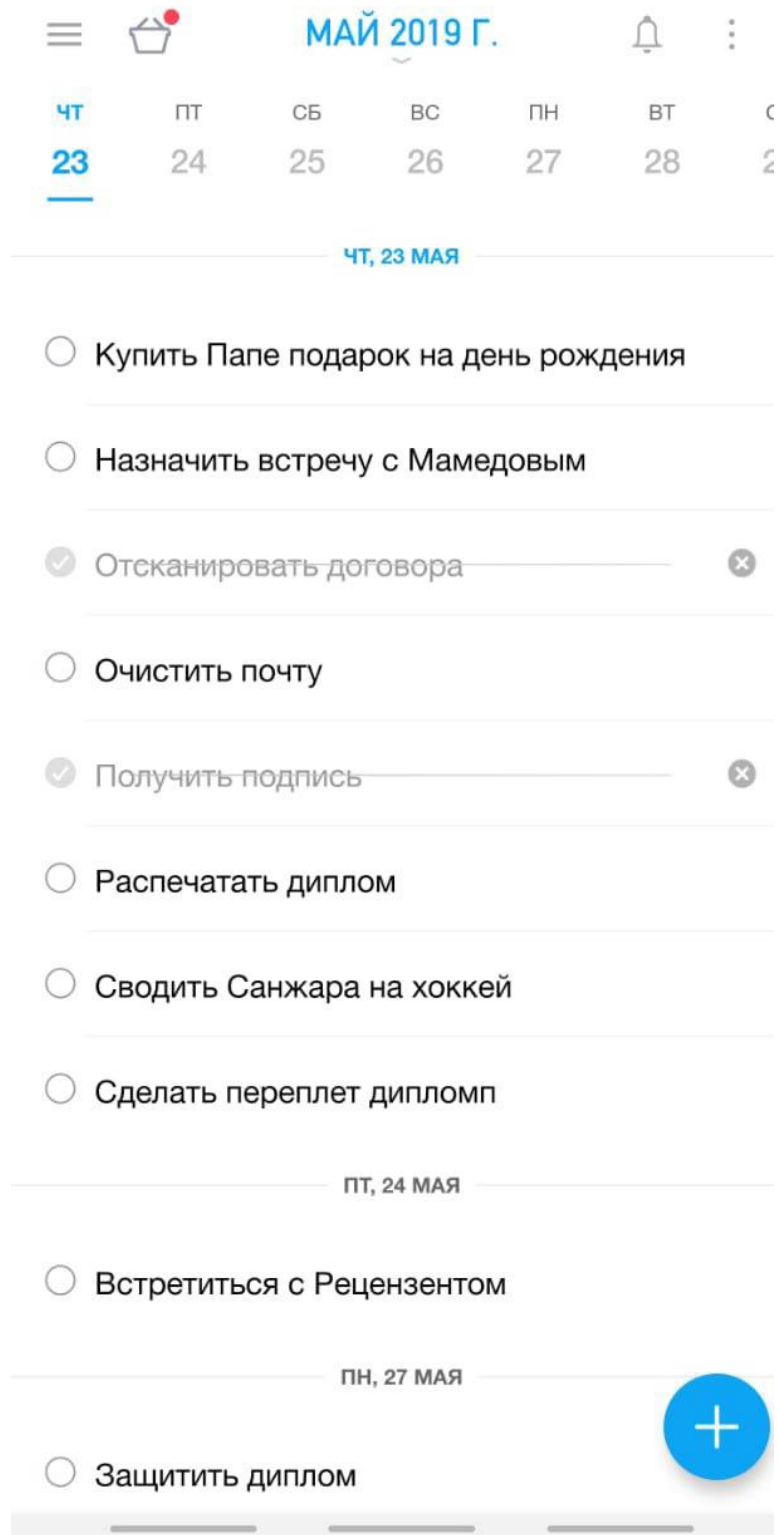 МАЙ 2019 Г.
ЧТ ПТ СБ ВС ПН ВТ
23 24 25 26 27 28
ЧТ, 23 МАЯ
Купить Папе подарок на день рождения
Назначить встречу с Мамедовым
Отсканировать договора
Очистить почту
Получить подпись
Распечатать диплом
Сводить Санжара на хоккей
Сделать переплет дипломп
ПТ, 24 МАЯ
Встретиться с Рецензентом
ПН, 27 МАЯ
Защитить диплом